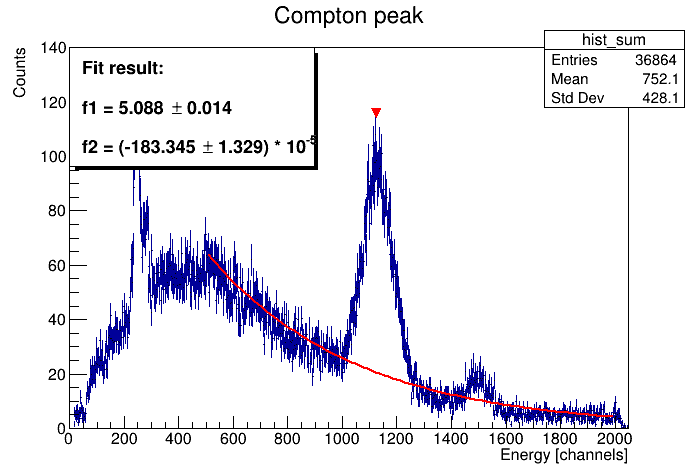 Compton peak
hist_sum
Entries 36864
Mean 752.1
Std Dev 428.1
Counts
Fit result:
f1 = 5.088 ± 0.014
f2 = (-183.345 ± 1.329) * 10^-5
140
120
100
80
60
40
20
0
0 200 400 600 800 1000 1200 1400 1600 1800 2000
Energy [channels]